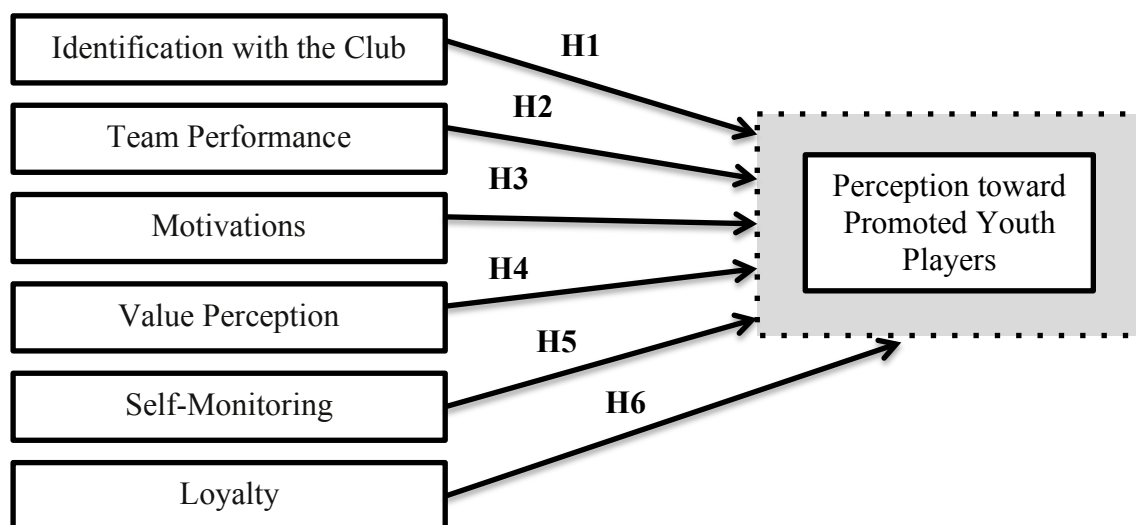 Identification with the Club
H1
Team Performance
H2
Motivations
H3
Value Perception
H4
Self-Monitoring
H5
Loyalty
H6
Perception toward
Promoted Youth
Players